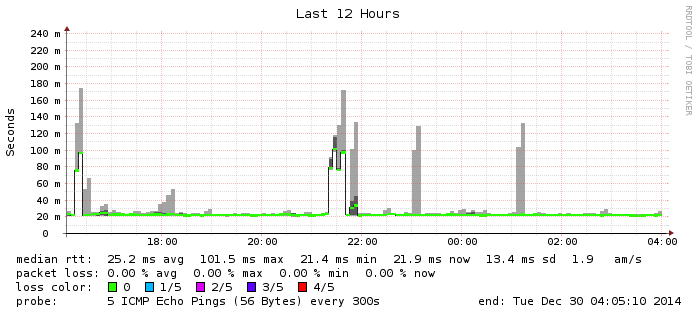 Last 12 Hours
RRDTOOL / TOBI OETIKER
Seconds
240 m
220 m
200 m
180 m
160 m
140 m
120 m
100 m
80 m
60 m
40 m
20 m
0
18:00 20:00 22:00 00:00 02:00 04:00
median rtt: 25.2 ms avg 101.5 ms max 21.4 ms min 21.9 ms now 13.4 ms sd 1.9 am/s
packet loss: 0.00 % avg 0.00 % max 0.00 % min 0.00 % now
loss color: 0 1/5 2/5 3/5 4/5
probe: 5 ICMP Echo Pings (56 Bytes) every 300s end: Tue Dec 30 04:05:10 2014